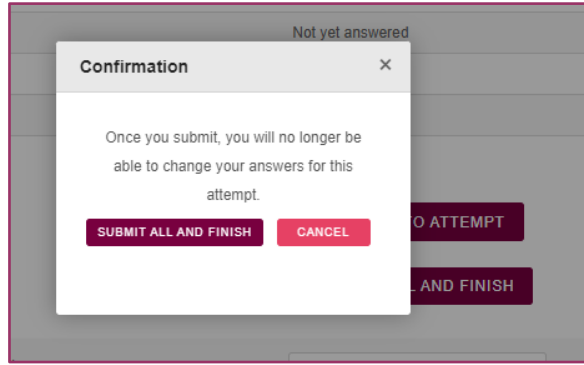 Not yet answered
Confirmation ×
Once you submit, you will no longer be
able to change your answers for this
attempt.
SUBMIT ALL AND FINISH CANCEL
O ATTEMPT
L AND FINISH